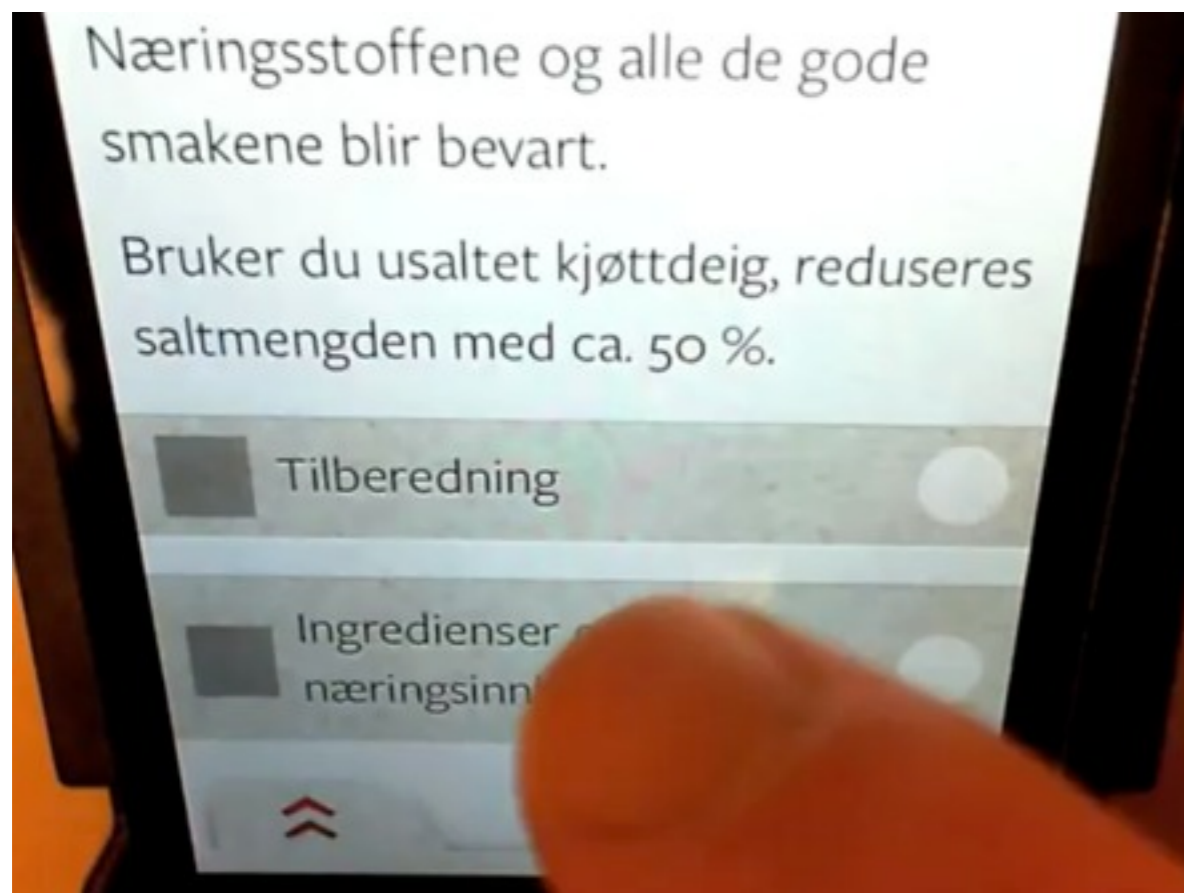 Næringsstoffene og alle de gode
smakene blir bevart.
Bruker du usaltet kjøttdeig, reduseres
saltmengden med ca. 50 %.
Tilberedning
Ingredienser